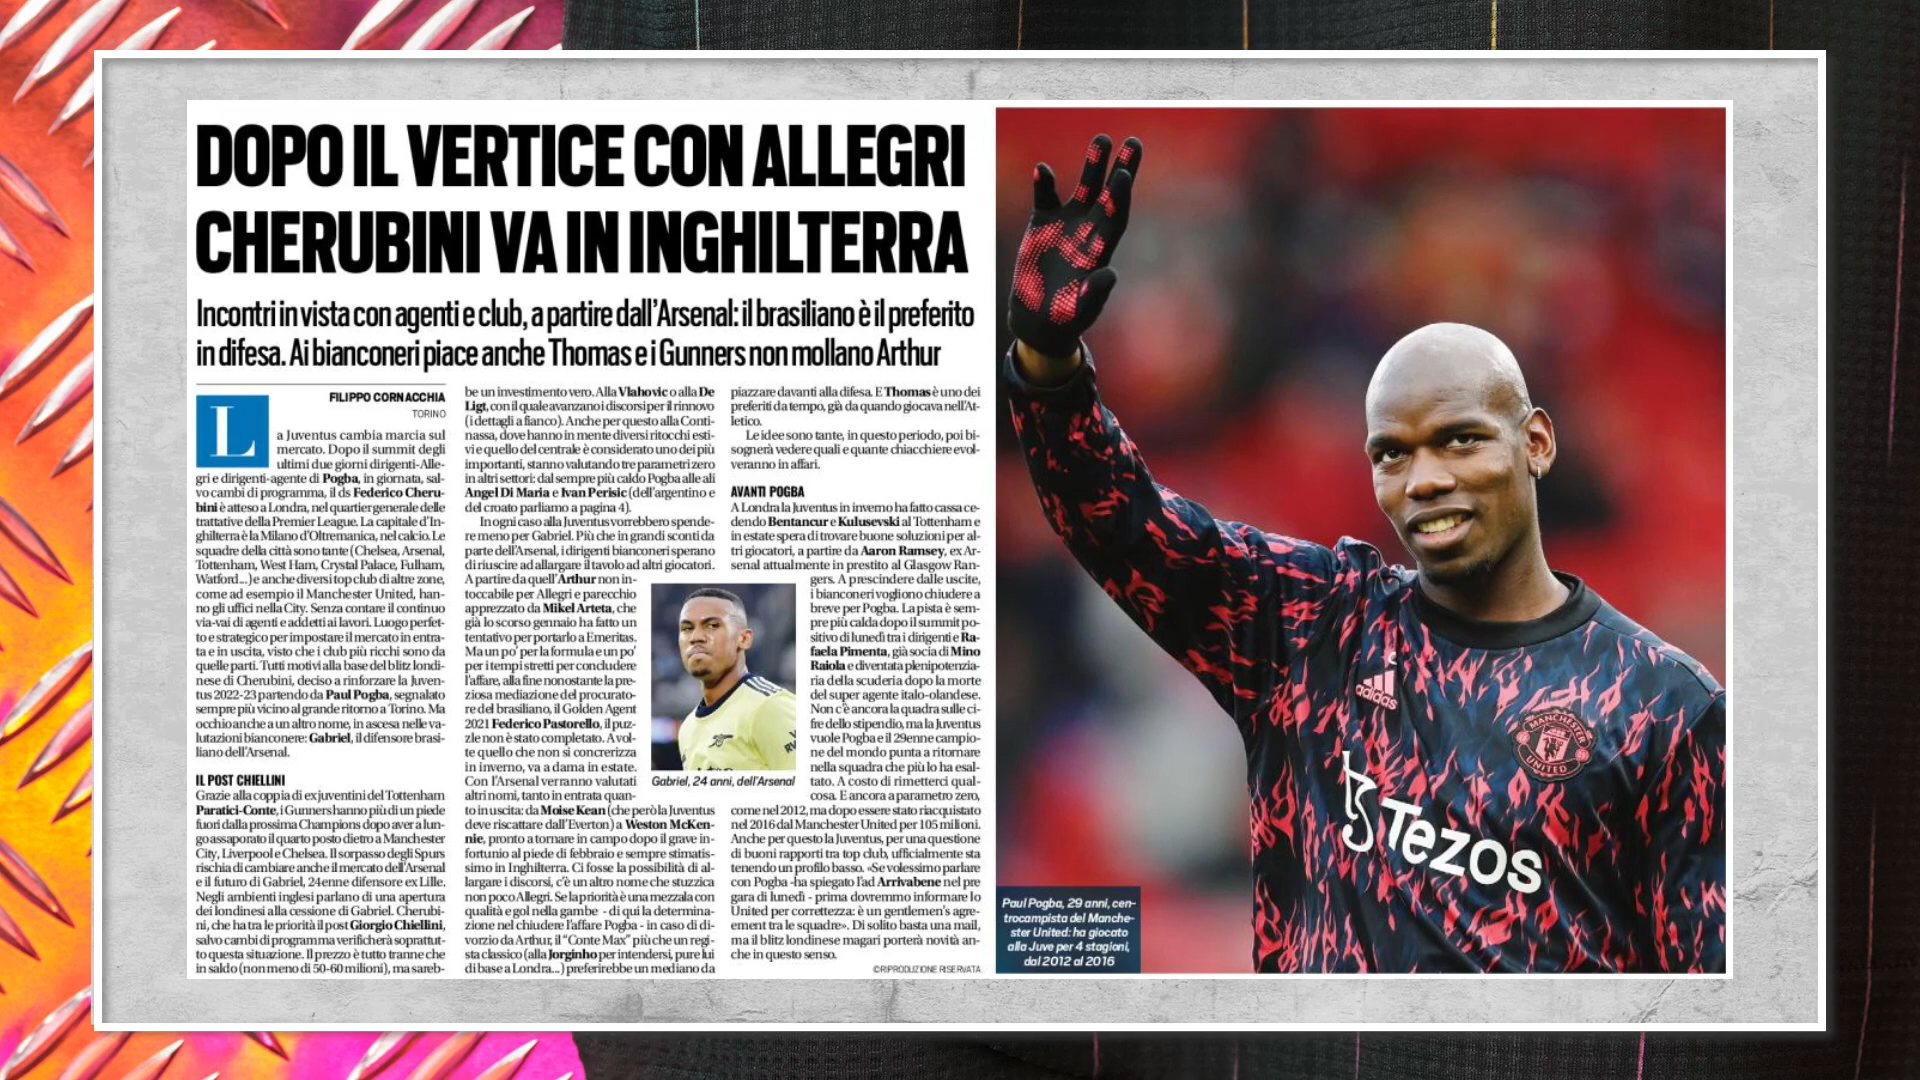 DOPO IL VERTICE CON ALLEGRI
CHERUBINI VA IN INGHILTERRA
Incontri in vista con agenti e club, a partire dall'Arsenal: il brasiliano è il preferito
in difesa. Ai bianconeri piace anche Thomas e i Gunners non mollano Arthur
FILIPPO CORNACCHIA
TORINO
L
a Juventus cambia marcia sul
mercato. Dopo il summit degli
ultimi due giorni dirigenti-Alle-
gri e dirigenti-agente di Pogba, in giornata, sal-
vo cambi di programma, il ds Federico Cheru-
bini è atteso a Londra, nel quartier generale delle
trattative della Premier League. La capitale d'In-
ghilterra è la Milano d'Oltremanica, nel calcio. Le
squadre della città sono tante (Chelsea, Arsenal,
Tottenham, West Ham, Crystal Palace, Fulham,
Watford...) e anche diversi top club di altre zone,
come ad esempio il Manchester United, han-
no gli uffici nella City. Senza contare il continuo
via-vai di agenti e addetti ai lavori. Luogo perfet-
to e strategico per impostare il mercato in entra-
ta e in uscita, visto che i club più ricchi sono da
quelle parti. Tutti motivi alla base del blitz londi-
nese di Cherubini, deciso a rinforzare la Juven-
tus 2022-23 partendo da Paul Pogba, segnalato
sempre più vicino al grande ritorno a Torino. Ma
occhio anche a un altro nome, in ascesa nelle va-
lutazioni bianconere: Gabriel, il difensore brasi-
liano dell'Arsenal.
IL POST CHIELLINI
Grazie alla coppia di ex juventini del Tottenham
Paratici-Conte, i Gunners hanno più di un piede
fuori dalla prossima Champions dopo aver a lun-
go assaporato il quarto posto dietro a Manchester
City, Liverpool e Chelsea. Il sorpasso degli Spurs
rischia di cambiare anche il mercato dell'Arsenal
e il futuro di Gabriel, 24enne difensore ex Lille.
Negli ambienti inglesi parlano di una apertura
dei londinesi alla cessione di Gabriel. Cherubi-
ni, che ha tra le priorità il post Giorgio Chiellini,
salvo cambi di programma verificherà soprattut-
to questa situazione. Il prezzo è tutto tranne che
in saldo (non meno di 50-60 milioni), ma sareb-
be un investimento vero. Alla Vlahovic o alla De
Ligt, con il quale avanzano i discorsi per il rinnovo
(i dettagli a fianco). Anche per questo alla Conti-
nassa, dove hanno in mente diversi ritocchi esti-
vi e quello del centrale è considerato uno dei più
importanti, stanno valutando tre parametri zero
in altri settori: dal sempre più caldo Pogba alle ali
Angel Di Maria e Ivan Perisic (dell'argentino e
del croato parliamo a pagina 4).
In ogni caso alla Juventus vorrebbero spende-
re meno per Gabriel. Più che in grandi sconti da
parte dell'Arsenal, i dirigenti bianconeri sperano
di riuscire ad allargare il tavolo ad altri giocatori.
A partire da quell'Arthur non in-
toccabile per Allegri e parecchio
apprezzato da Mikel Arteta, che
già lo scorso gennaio ha fatto un
tentativo per portarlo a Emeritas.
Ma un po' per la formula e un po'
per i tempi stretti per concludere
l'affare, alla fine nonostante la pre-
ziosa mediazione del procurato-
re del brasiliano, il Golden Agent
2021 Federico Pastorello, il puz-
zle non è stato completato. A vol-
te quello che non si concretizza
in inverno, va a dama in estate.
Con l'Arsenal verranno valutati
altri nomi, tanto in entrata quan-
to in uscita: da Moise Kean (che però la Juventus
deve riscattare dall'Everton) a Weston McKen-
nie, pronto a tornare in campo dopo il grave in-
fortunio al piede di febbraio e sempre stimatis-
simo in Inghilterra. Ci fosse la possibilità di al-
largare i discorsi, c'è un altro nome che stuzzica
non poco Allegri. Se la priorità è una mezzala con
qualità e gol nella gambe - di qui la determina-
zione nel chiudere l'affare Pogba - in caso di di-
vorzio da Arthur, il "Conte Max" più che un regi-
sta classico (alla Jorginho per intendersi, pure lui
di base a Londra...) preferirebbe un mediano da
Gabriel, 24 anni, dell'Arsenal
piazzare davanti alla difesa. E Thomas è uno dei
preferiti da tempo, già da quando giocava nell'At-
letico.
Le idee sono tante, in questo periodo, poi bi-
sognerà vedere quali e quante chiacchiere evol-
veranno in affari.
AVANTI POGBA
A Londra la Juventus in inverno ha fatto cassa ce-
dendo Bentancur e Kulusevski al Tottenham e
in estate spera di trovare buone soluzioni per al-
tri giocatori, a partire da Aaron Ramsey, ex Ar-
senal attualmente in prestito al Glasgow Ran-
gers. A prescindere dalle uscite,
i bianconeri vogliono chiudere a
breve per Pogba. La pista è sem-
pre più calda dopo il summit po-
sitivo di lunedì tra i dirigenti e Ra-
faela Pimenta, già socia di Mino
Raiola e diventata plenipotenzia-
ria della scuderia dopo la morte
del super agente italo-olandese.
Non c'è ancora la quadra sulle ci-
fre dello stipendio, ma la Juventus
vuole Pogba e il 29enne campio-
ne del mondo punta a ritornare
nella squadra che più lo ha esal-
tato. A costo di rimetterci qual-
cosa. E ancora a parametro zero,
come nel 2012, ma dopo essere stato riacquistato
nel 2016 dal Manchester United per 105 milioni.
Anche per questo la Juventus, per una questione
di buoni rapporti tra top club, ufficialmente sta
tenendo un profilo basso. «Se volessimo parlare
con Pogba -ha spiegato l'ad Arrivabene nel pre
gara di lunedì - prima dovremmo informare lo
United per correttezza: è un gentlemen's agre-
ement tra le squadre». Di solito basta una mail,
ma il blitz londinese magari porterà novità an-
che in questo senso.
©RIPRODUZIONE RISERVATA
adidas
MANCHESTER
UNITED
Tezos
Paul Pogba, 29 anni, cen-
trocampista del Manche-
ster United: ha giocato
alla Juve per 4 stagioni,
dal 2012 al 2016